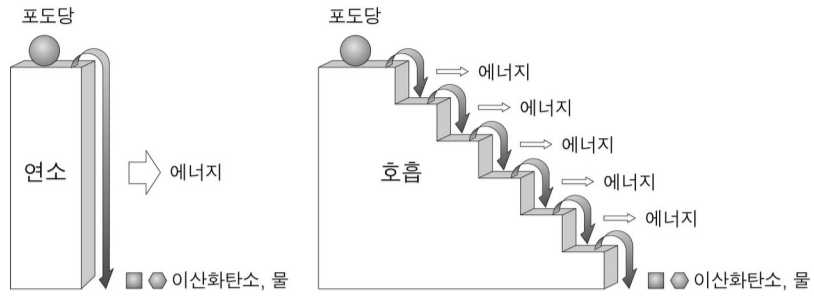 포도당
연소
에너지
이산화탄소, 물
포도당
에너지
에너지
에너지
에너지
에너지
호흡
이산화탄소, 물